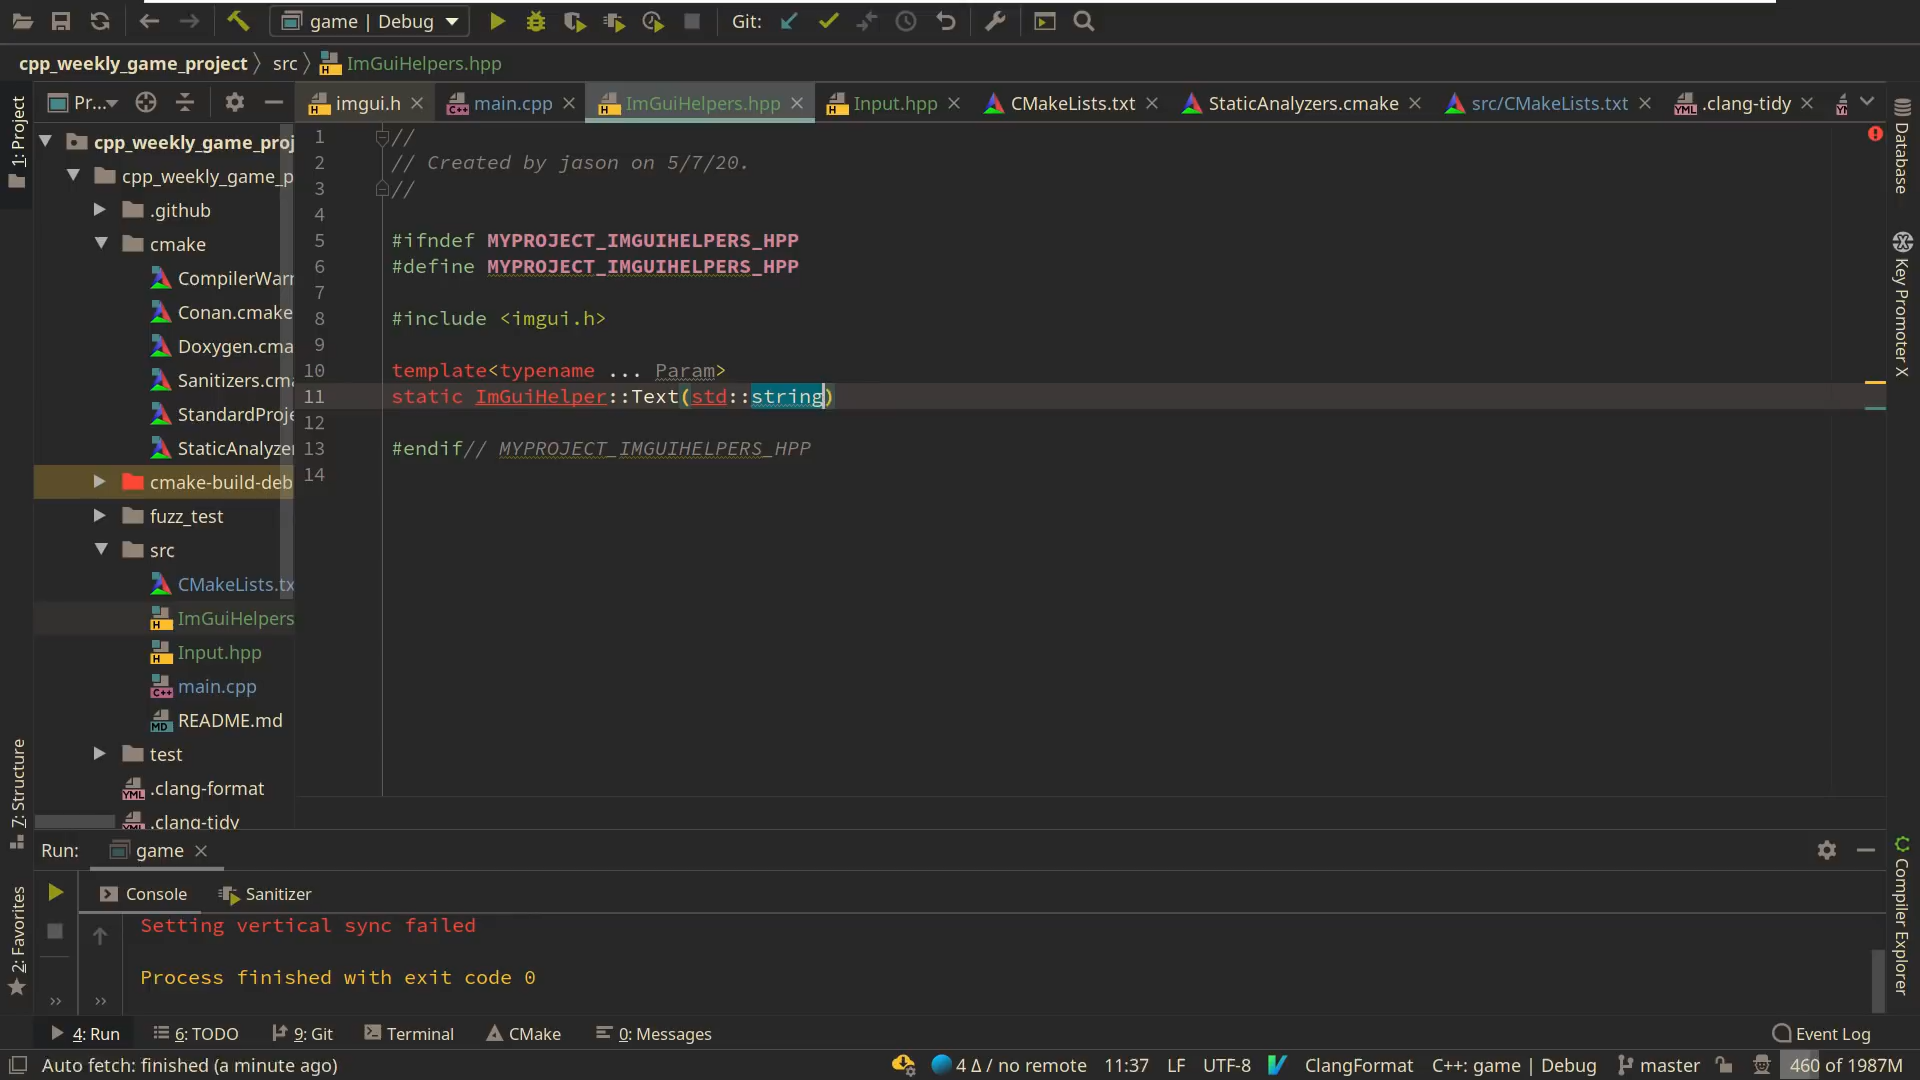 game | Debug
Git:
cpp_weekly_game_project
src
ImGuiHelpers.hpp
1: Project
Pr...
imgui.h
main.cpp
ImGuiHelpers.hpp
Input.hpp
CMakeLists.txt
StaticAnalyzers.cmake
src/CMakeLists.txt
.clang-tidy
cpp_weekly_game_proj
cpp_weekly_game_p
.github
cmake
CompilerWarn
Conan.cmake
Doxygen.cma
Sanitizers.cma
StandardProje
StaticAnalyzer
cmake-build-deb
fuzz_test
src
CMakeLists.tx
ImGuiHelpers
Input.hpp
main.cpp
README.md
test
.clang-format
.clang-tidy
1 //
2 // Created by jason on 5/7/20.
3 //
4
5 #ifndef MYPROJECT_IMGUIHELPERS_HPP
6 #define MYPROJECT_IMGUIHELPERS_HPP
7
8 #include <imgui.h>
9
10 template<typename ... Param>
11 static ImGuiHelper::Text(std::string)
12
13 #endif// MYPROJECT_IMGUIHELPERS_HPP
14
Database
Key Promoter X
Compiler Explorer
Z: Structure
2: Favorites
Run:
game
Console
Sanitizer
Setting vertical sync failed
Process finished with exit code 0
4: Run
6: TODO
9: Git
Terminal
CMake
0: Messages
Event Log
Auto fetch: finished (a minute ago)
4 Δ / no remote
11:37
LF
UTF-8
ClangFormat
C++: game | Debug
master
460 of 1987M